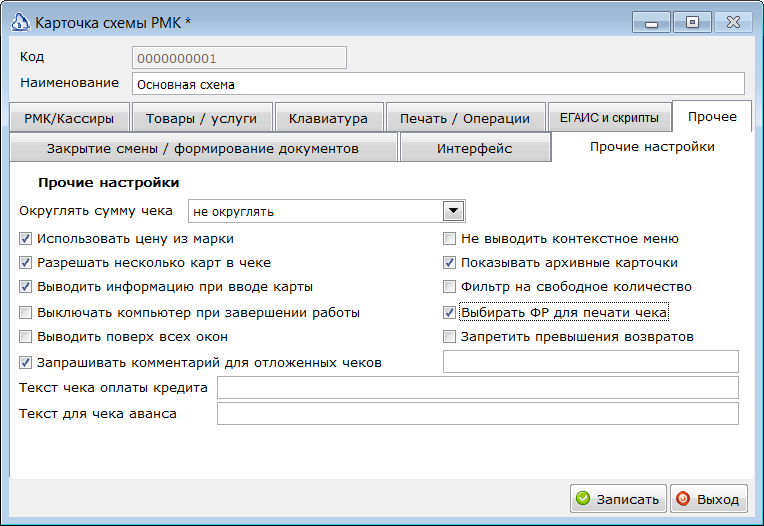 Карточка схемы РМК *
Код 0000000001
Наименование Основная схема
РМК/Кассиры Товары / услуги Клавиатура Печать / Операции ЕГАИС и скрипты Прочее
Закрытие смены / формирование документов Интерфейс Прочие настройки
Прочие настройки
Округлять сумму чека не округлять
Использовать цену из марки Не выводить контекстное меню
Разрешать несколько карт в чеке Показывать архивные карточки
Выводить информацию при вводе карты Фильтр на свободное количество
Выключать компьютер при завершении работы Выбирать ФР для печати чека
Выводить поверх всех окон Запретить превышения возвратов
Запрашивать комментарий для отложенных чеков
Текст чека оплаты кредита
Текст для чека аванса
Записать Выход